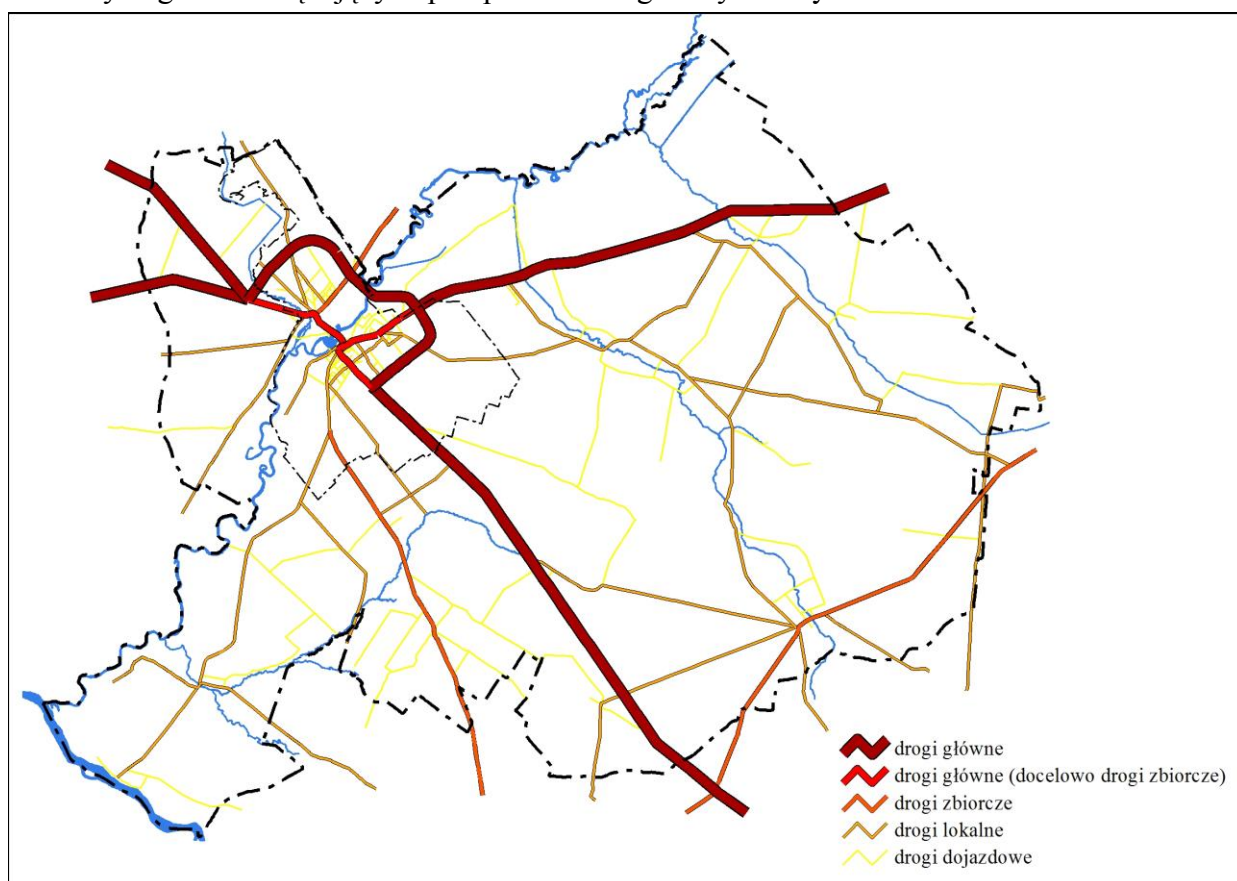 drogi główne
drogi główne (docelowo drogi zbiorcze)
drogi zbiorcze
drogi lokalne
drogi dojazdowe